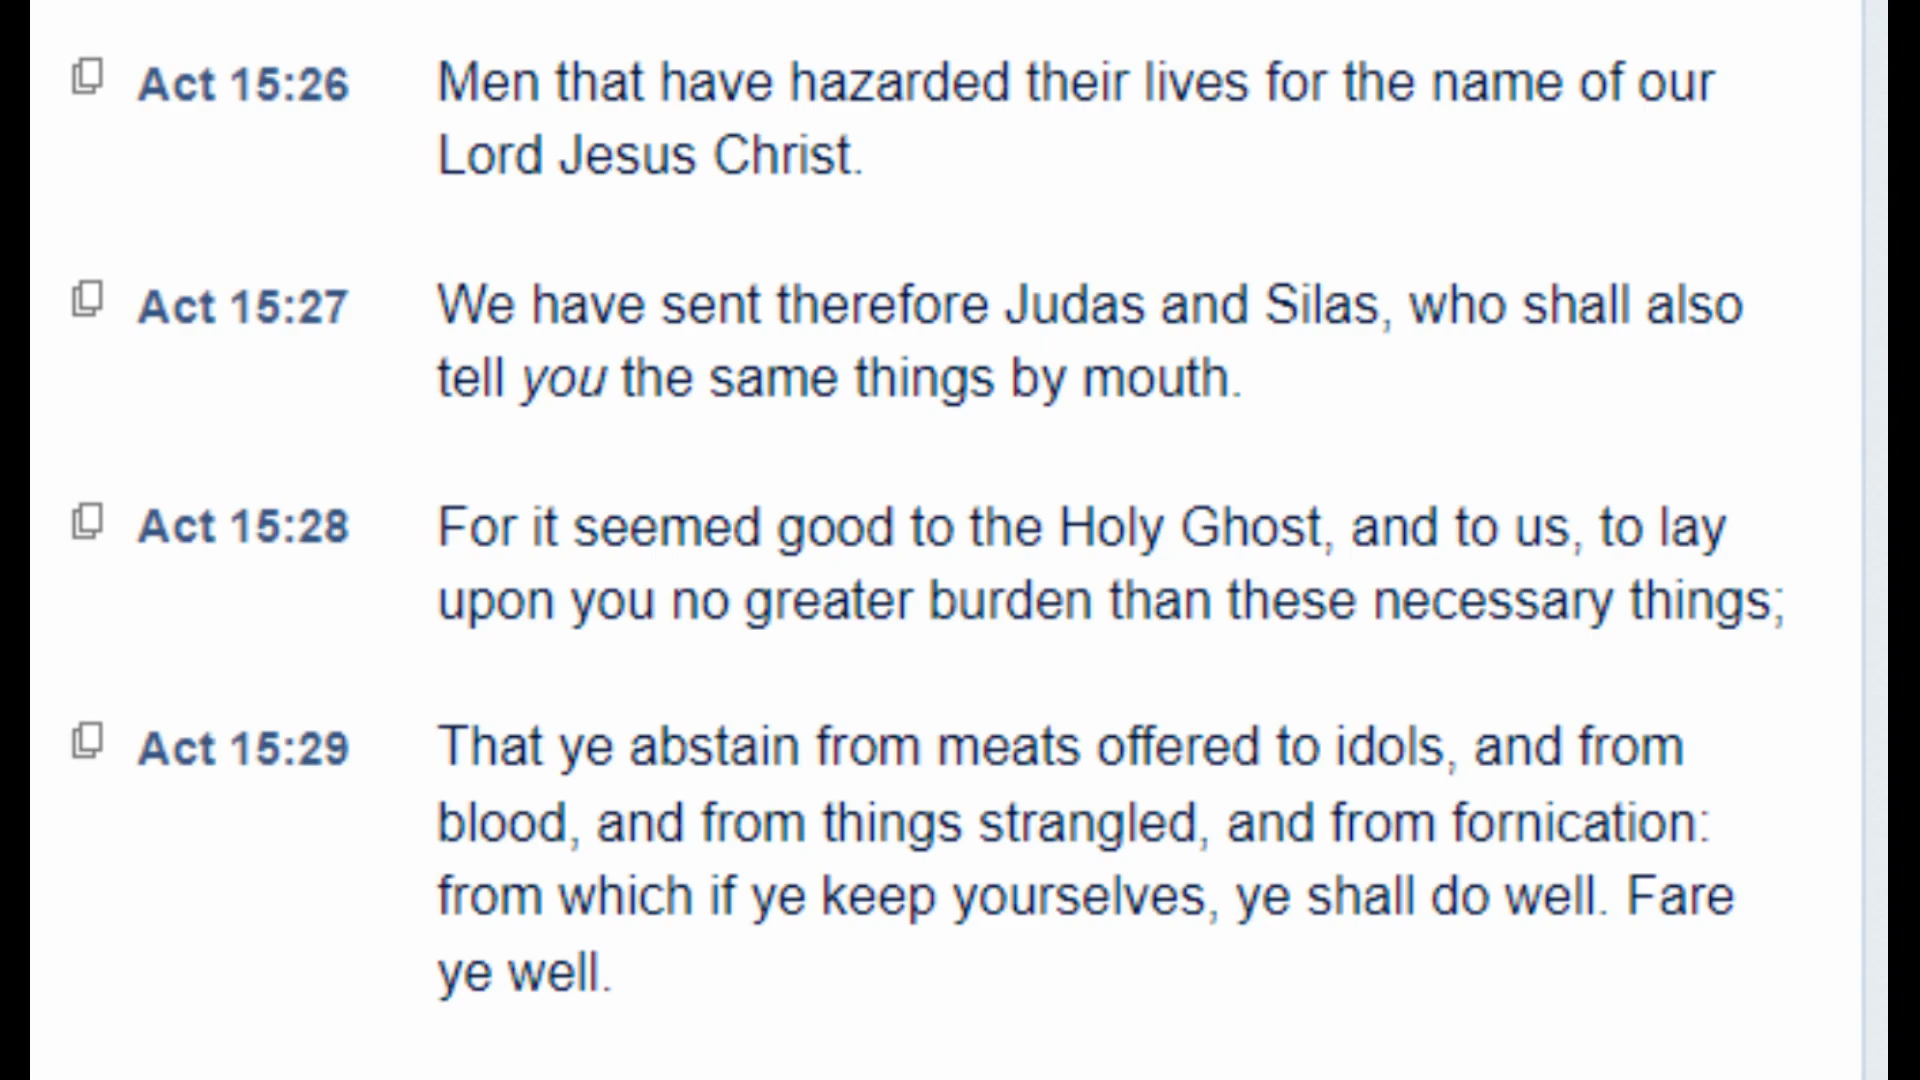 Act 15:26 Men that have hazarded their lives for the name of our
Lord Jesus Christ.
Act 15:27 We have sent therefore Judas and Silas, who shall also
tell you the same things by mouth.
Act 15:28 For it seemed good to the Holy Ghost, and to us, to lay
upon you no greater burden than these necessary things;
Act 15:29 That ye abstain from meats offered to idols, and from
blood, and from things strangled, and from fornication:
from which if ye keep yourselves, ye shall do well. Fare
ye well.